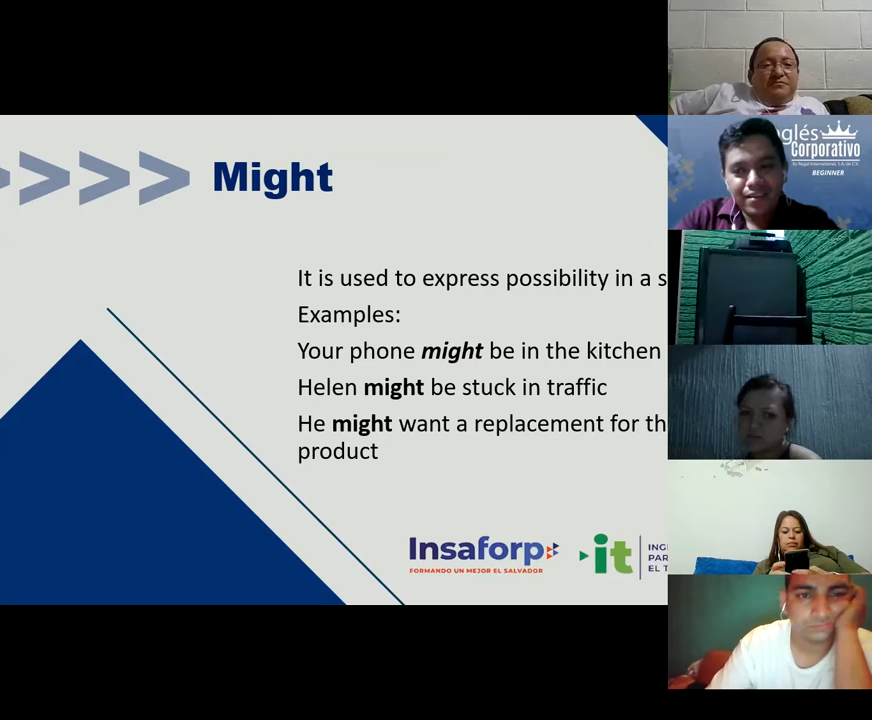 >>>> Might
It is used to express possibility in a s
Examples:
Your phone might be in the kitchen
Helen might be stuck in traffic
He might want a replacement for th
product
Insaforp
FORMANDO UN MEJOR EL SALVADOR
it
ING
PAR
EL T
glés
Corporativo
BEGINNER